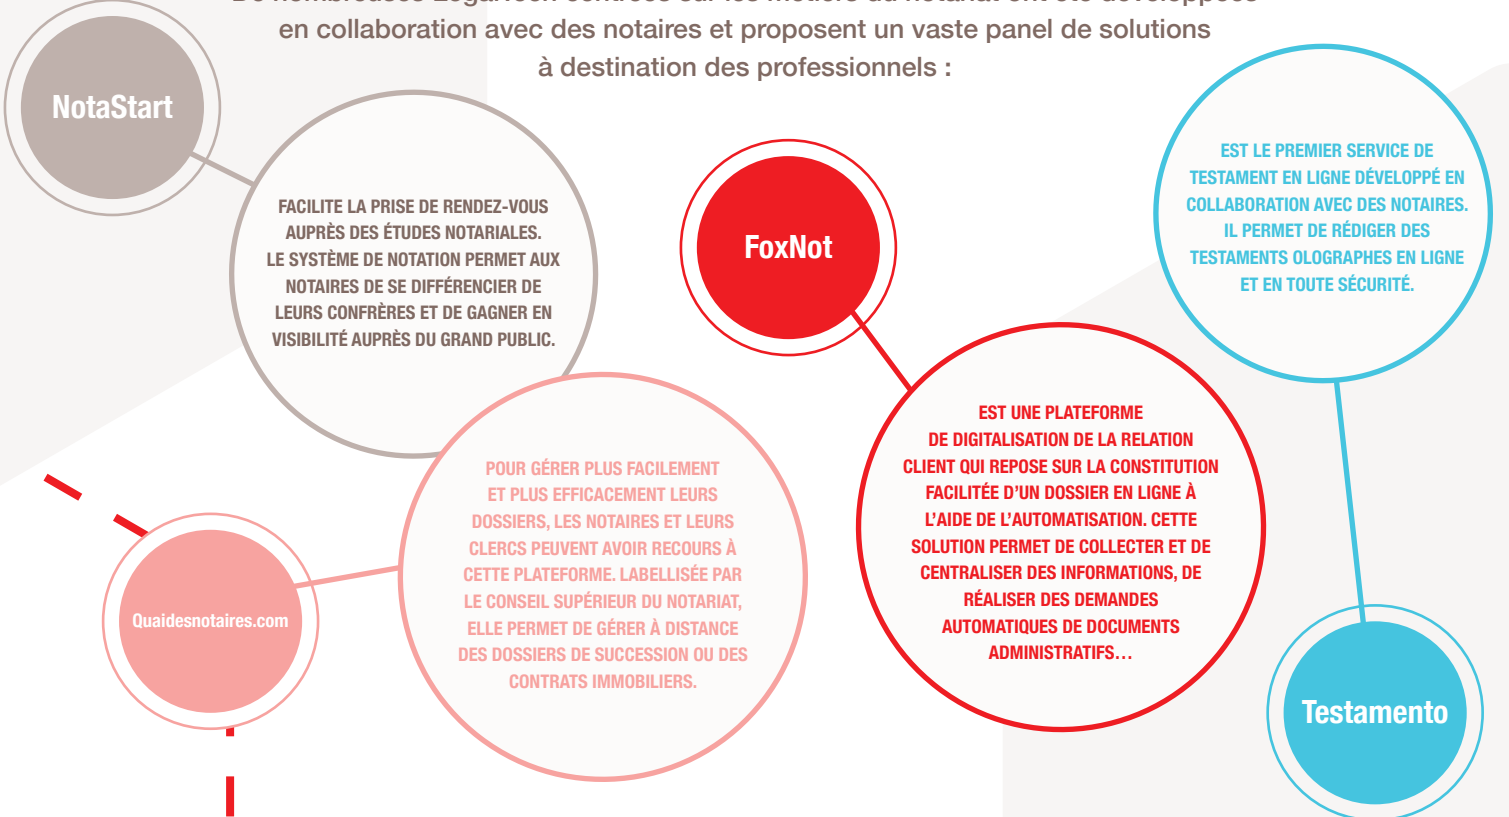 en collaboration avec des notaires et proposent un vaste panel de solutions
à destination des professionnels :
NotaStart
FACILITE LA PRISE DE RENDEZ-VOUS
AUPRÈS DES ÉTUDES NOTARIALES.
LE SYSTÈME DE NOTATION PERMET AUX
NOTAIRES DE SE DIFFÉRENCIER DE
LEURS CONFRÈRES ET DE GAGNER EN
VISIBILITÉ AUPRÈS DU GRAND PUBLIC.
Quaidesnotaires.com
POUR GÉRER PLUS FACILEMENT
ET PLUS EFFICACEMENT LEURS
DOSSIERS, LES NOTAIRES ET LEURS
CLERCS PEUVENT AVOIR RECOURS À
CETTE PLATEFORME. LABELLISÉE PAR
LE CONSEIL SUPÉRIEUR DU NOTARIAT,
ELLE PERMET DE GÉRER À DISTANCE
DES DOSSIERS DE SUCCESSION OU DES
CONTRATS IMMOBILIERS.
FoxNot
EST UNE PLATEFORME
DE DIGITALISATION DE LA RELATION
CLIENT QUI REPOSE SUR LA CONSTITUTION
FACILITÉE D'UN DOSSIER EN LIGNE À
L'AIDE DE L'AUTOMATISATION. CETTE
SOLUTION PERMET DE COLLECTER ET DE
CENTRALISER DES INFORMATIONS, DE
RÉALISER DES DEMANDES
AUTOMATIQUES DE DOCUMENTS
ADMINISTRATIFS…
EST LE PREMIER SERVICE DE
TESTAMENT EN LIGNE DÉVELOPPÉ EN
COLLABORATION AVEC DES NOTAIRES.
IL PERMET DE RÉDIGER DES
TESTAMENTS OLOGRAPHES EN LIGNE
ET EN TOUTE SÉCURITÉ.
Testamento